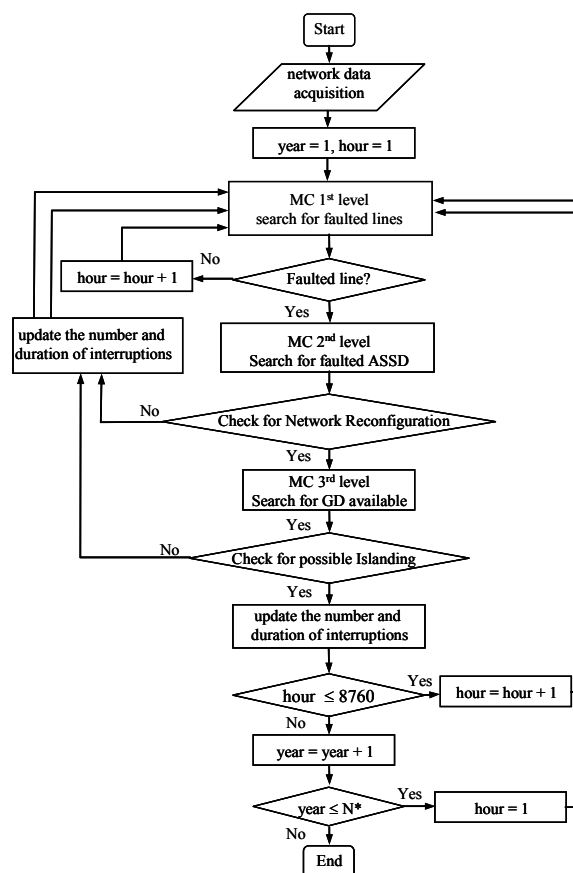 Start
network data
acquisition
year = 1, hour = 1
MC 1st level
search for faulted lines
No
hour = hour + 1
Faulted line?
Yes
update the number and
duration of interruptions
MC 2nd level
Search for faulted ASSD
No
Check for Network Reconfiguration
Yes
MC 3rd level
Search for GD available
Yes
No
Check for possible Islanding
Yes
update the number and
duration of interruptions
Yes
hour ≤ 8760
hour = hour + 1
No
year = year + 1
Yes
year ≤ N*
hour = 1
No
End